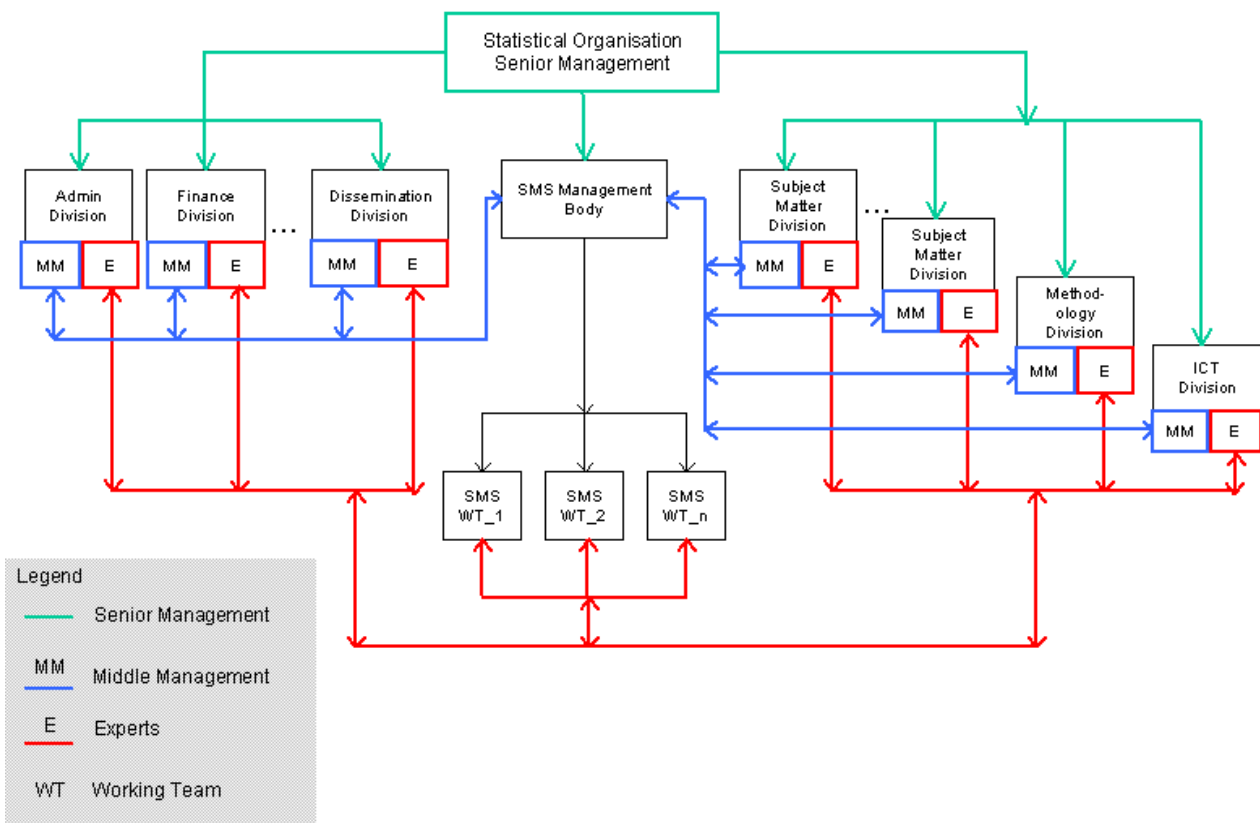 Statistical Organisation
Senior Management
Admin
Division
MM
E
Finance
Division
MM
E
...
Dissemination
Division
MM
E
SMS Management
Body
Subject
Matter
Division
MM
E
...
Subject
Matter
Division
MM
E
Method-
ology
Division
MM
E
ICT
Division
MM
E
SMS
WT_1
SMS
WT_2
SMS
WT_n
Legend
Senior Management
MM
Middle Management
E
Experts
WT
Working Team